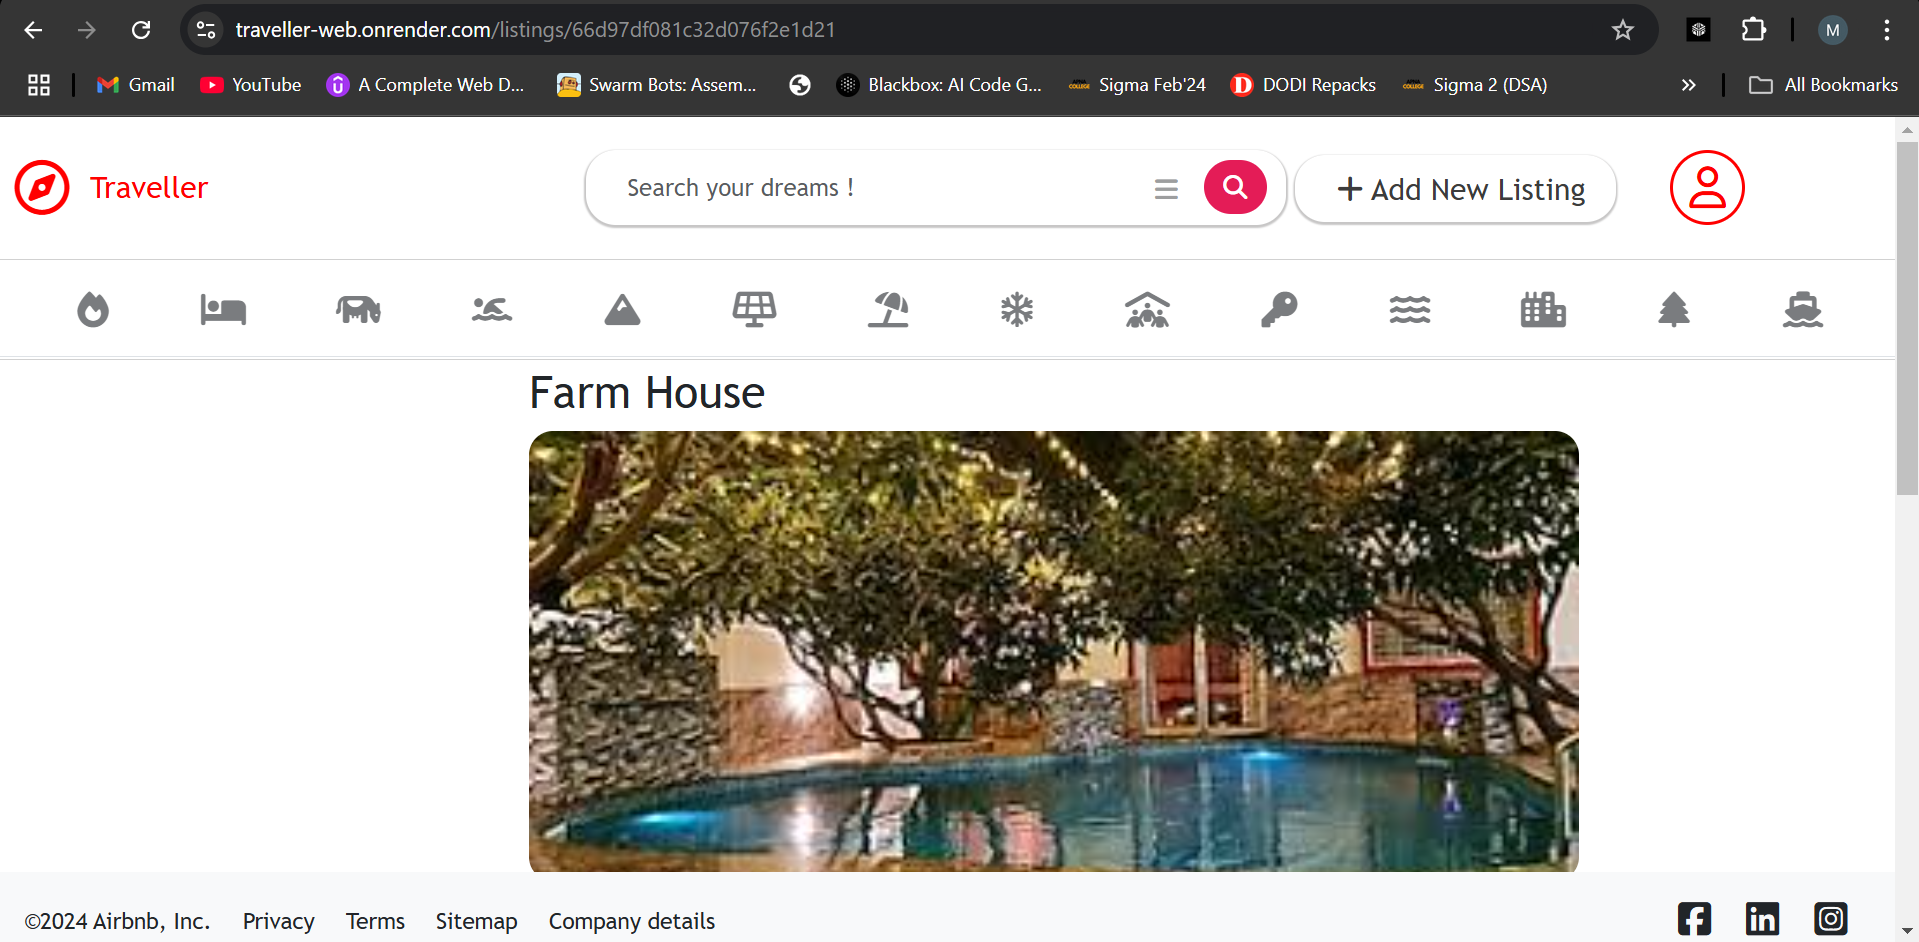 traveller-web.onrender.com/listings/66d97df081c32d076f2e1d21
M
Gmail
YouTube
A Complete Web D...
Swarm Bots: Assem...
Blackbox: AI Code G...
Sigma Feb'24
DODI Repacks
Sigma 2 (DSA)
All Bookmarks
Traveller
Search your dreams !
Add New Listing
Farm House
©2024 Airbnb, Inc. Privacy Terms Sitemap Company details